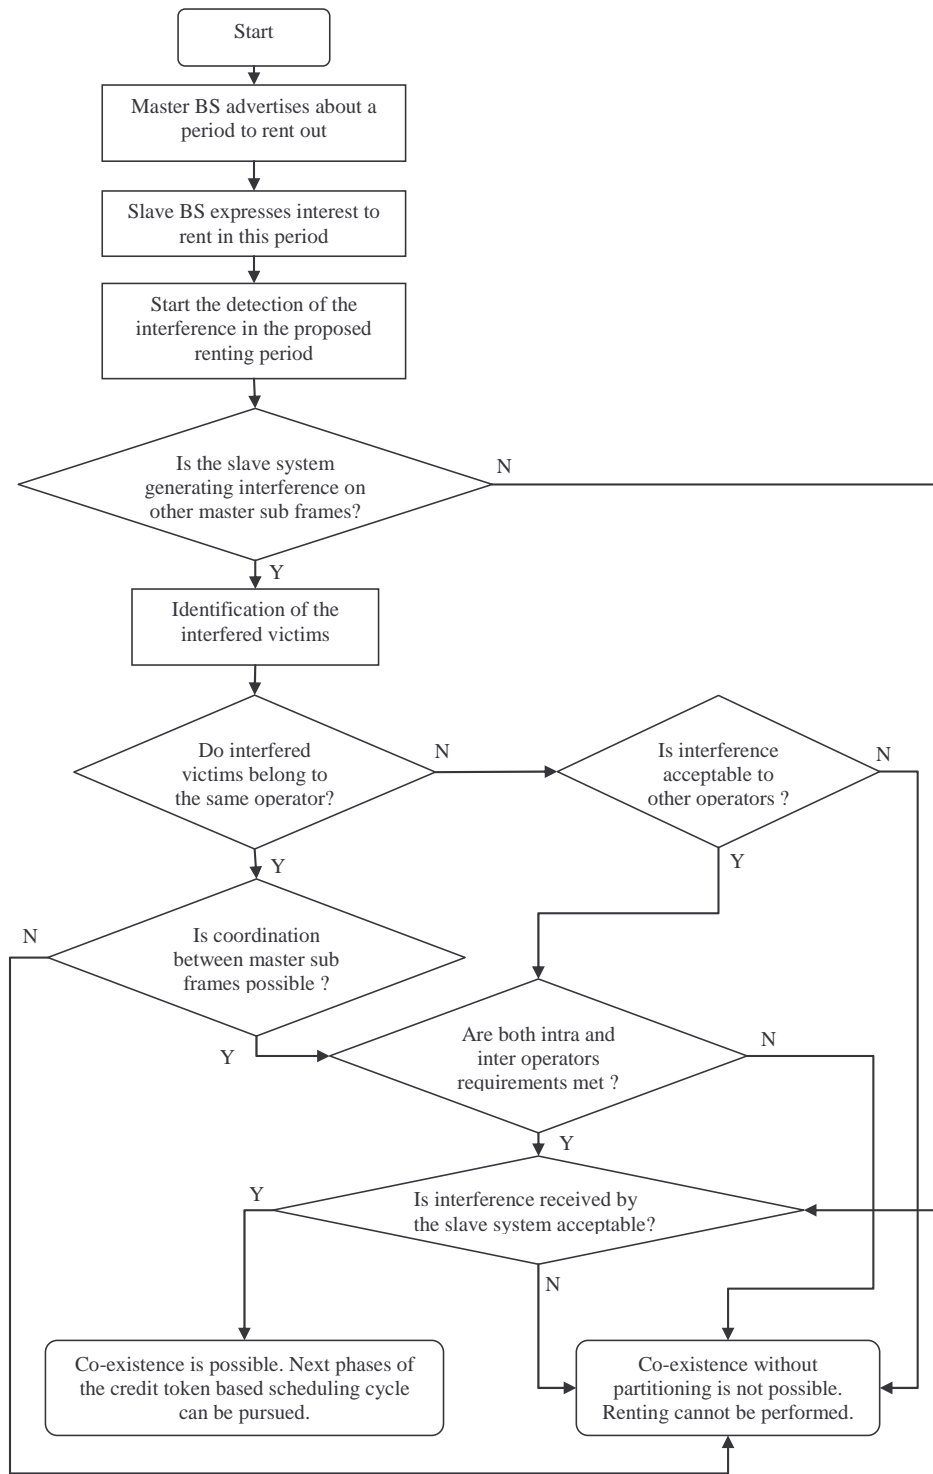 Start
Master BS advertises about a
period to rent out
Slave BS expresses interest to
rent in this period
Start the detection of the
interference in the proposed
renting period
Is the slave system
generating interference on
other master sub frames?
N
Y
Identification of the
interfered victims
Do interfered
victims belong to
the same operator?
N
Is interference
acceptable to
other operators ?
N
Y
Y
N
Is coordination
between master sub
frames possible ?
Y
Are both intra and
inter operators
requirements met ?
N
Y
Y
Is interference received by
the slave system acceptable?
N
Co-existence is possible. Next phases of
the credit token based scheduling cycle
can be pursued.
Co-existence without
partitioning is not possible.
Renting cannot be performed.